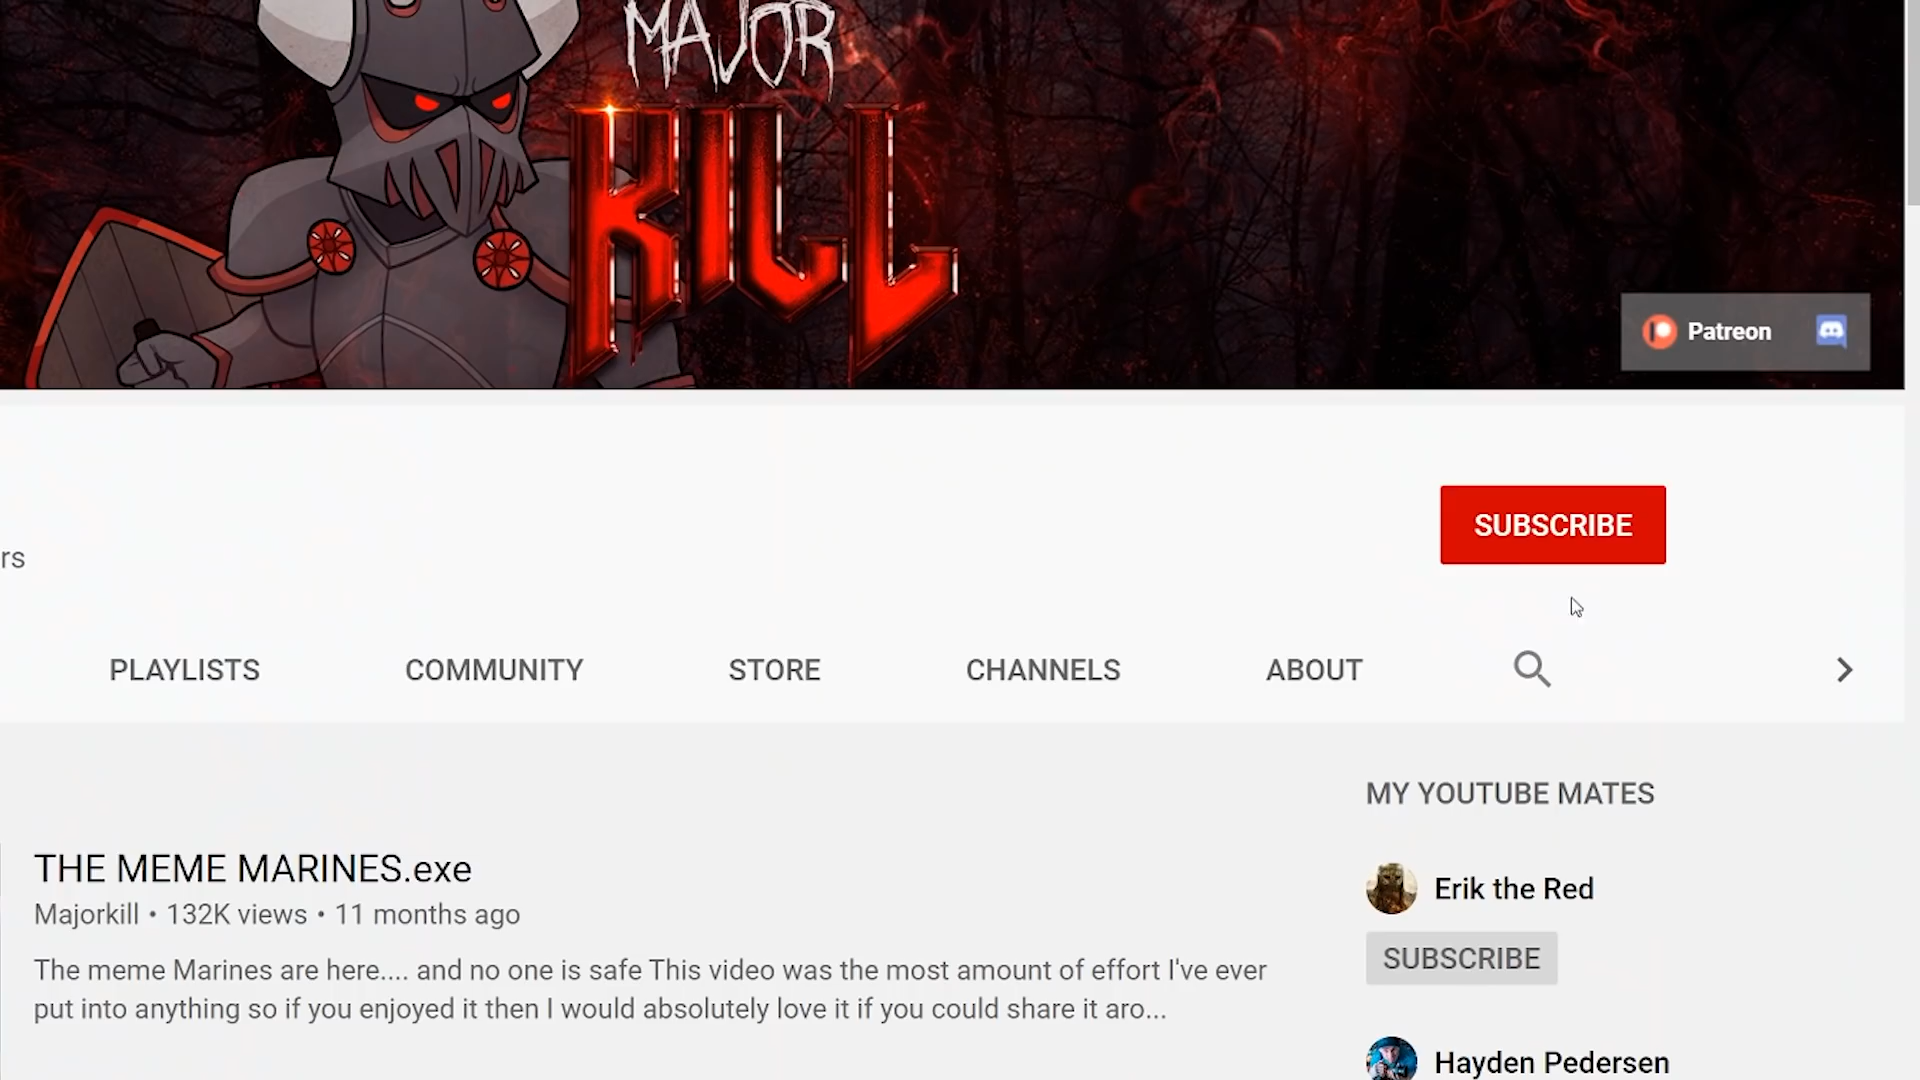 MAJOR
KILL
Patreon
rs
SUBSCRIBE
PLAYLISTS COMMUNITY STORE CHANNELS ABOUT
MY YOUTUBE MATES
THE MEME MARINES.exe
Majorkill • 132K views • 11 months ago
The meme Marines are here.... and no one is safe This video was the most amount of effort I've ever
put into anything so if you enjoyed it then I would absolutely love it if you could share it aro...
Erik the Red
SUBSCRIBE
Hayden Pedersen